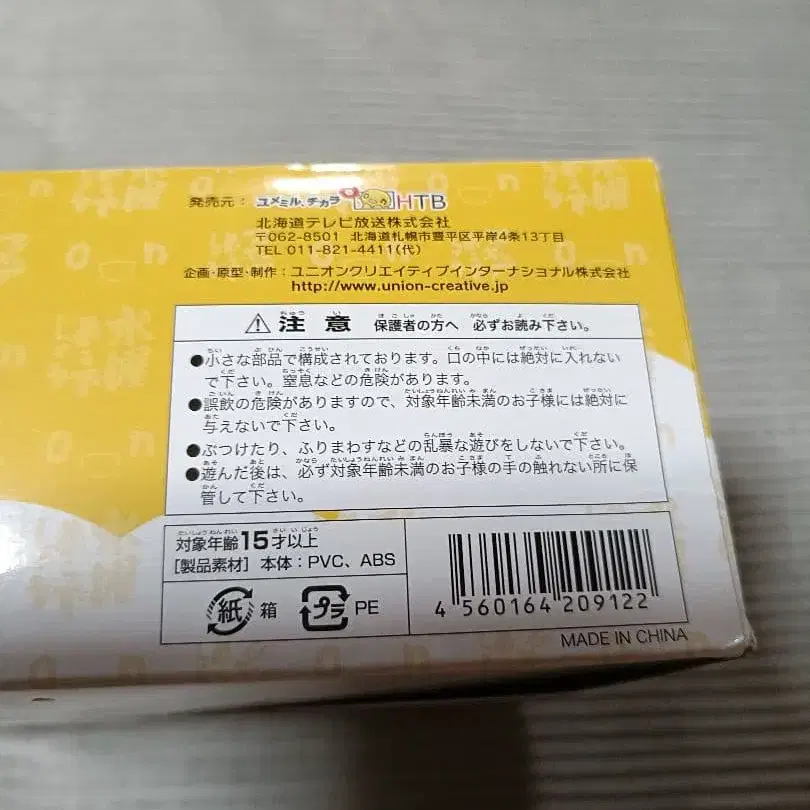 発売元： ユメミル、チカラ HTB
北海道テレビ放送株式会社
〒062-8501 北海道札幌市豊平区平岸4条13丁目
TEL 011-821-4411(代)
企画・原型・制作：ユニオンクリエイティブインターナショナル株式会社
http://www.union-creative.jp
⚠ 注意 保護者の方へ 必ずお読み下さい。
●小さな部品で構成されております。口の中には絶対に入れない
で下さい。窒息などの危険があります。
●誤飲の危険がありますので、対象年齢未満のお子様には絶対に
与えないで下さい。
●ぶつけたり、ふりまわすなどの乱暴な遊びをしないで下さい。
●遊んだ後は、必ず対象年齢未満のお子様の手の触れない所に保
管して下さい。
対象年齢15才以上
[製品素材] 本体：PVC、ABS
紙 箱 プラ PE
4 560164 209122
MADE IN CHINA